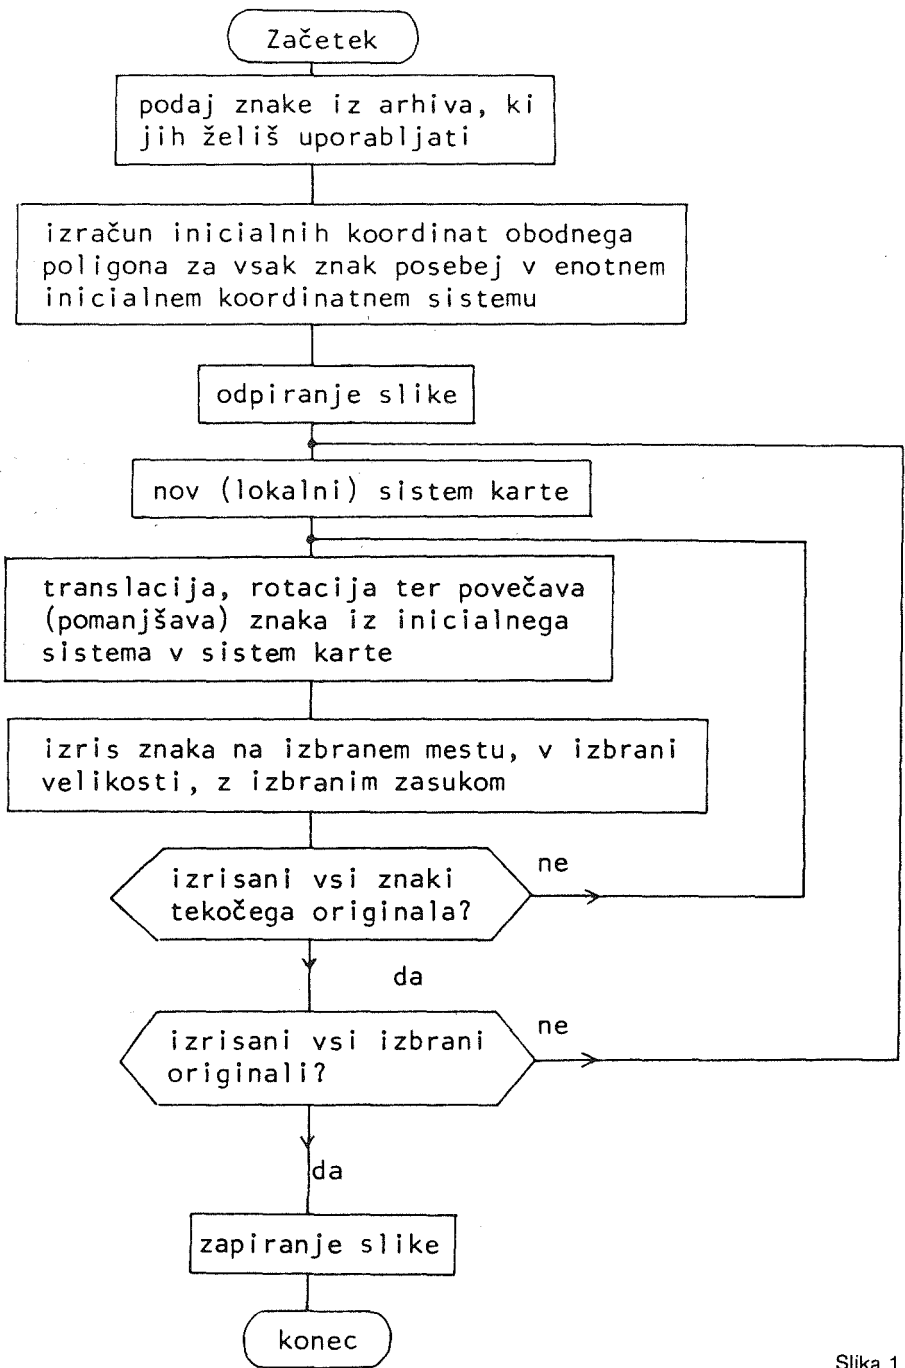 Začetek
podaj znake iz arhiva, ki
jih želiš uporabljati
izračun inicialnih koordinat obodnega
poligona za vsak znak posebej v enotnem
inicialnem koordinatnem sistemu
odpiranje slike
nov (lokalni) sistem karte
translacija, rotacija ter povečava
(pomanjšava) znaka iz inicialnega
sistema v sistem karte
izris znaka na izbranem mestu, v izbrani
velikosti, z izbranim zasukom
izrisani vsi znaki
tekočega originala?
ne
da
izrisani vsi izbrani
originali?
ne
da
zapiranje slike
konec
Slika 1